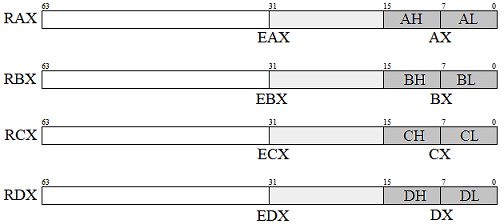 63 31 15 7 0
RAX AH AL
EAX AX
63 31 15 7 0
RBX BH BL
EBX BX
63 31 15 7 0
RCX CH CL
ECX CX
63 31 15 7 0
RDX DH DL
EDX DX